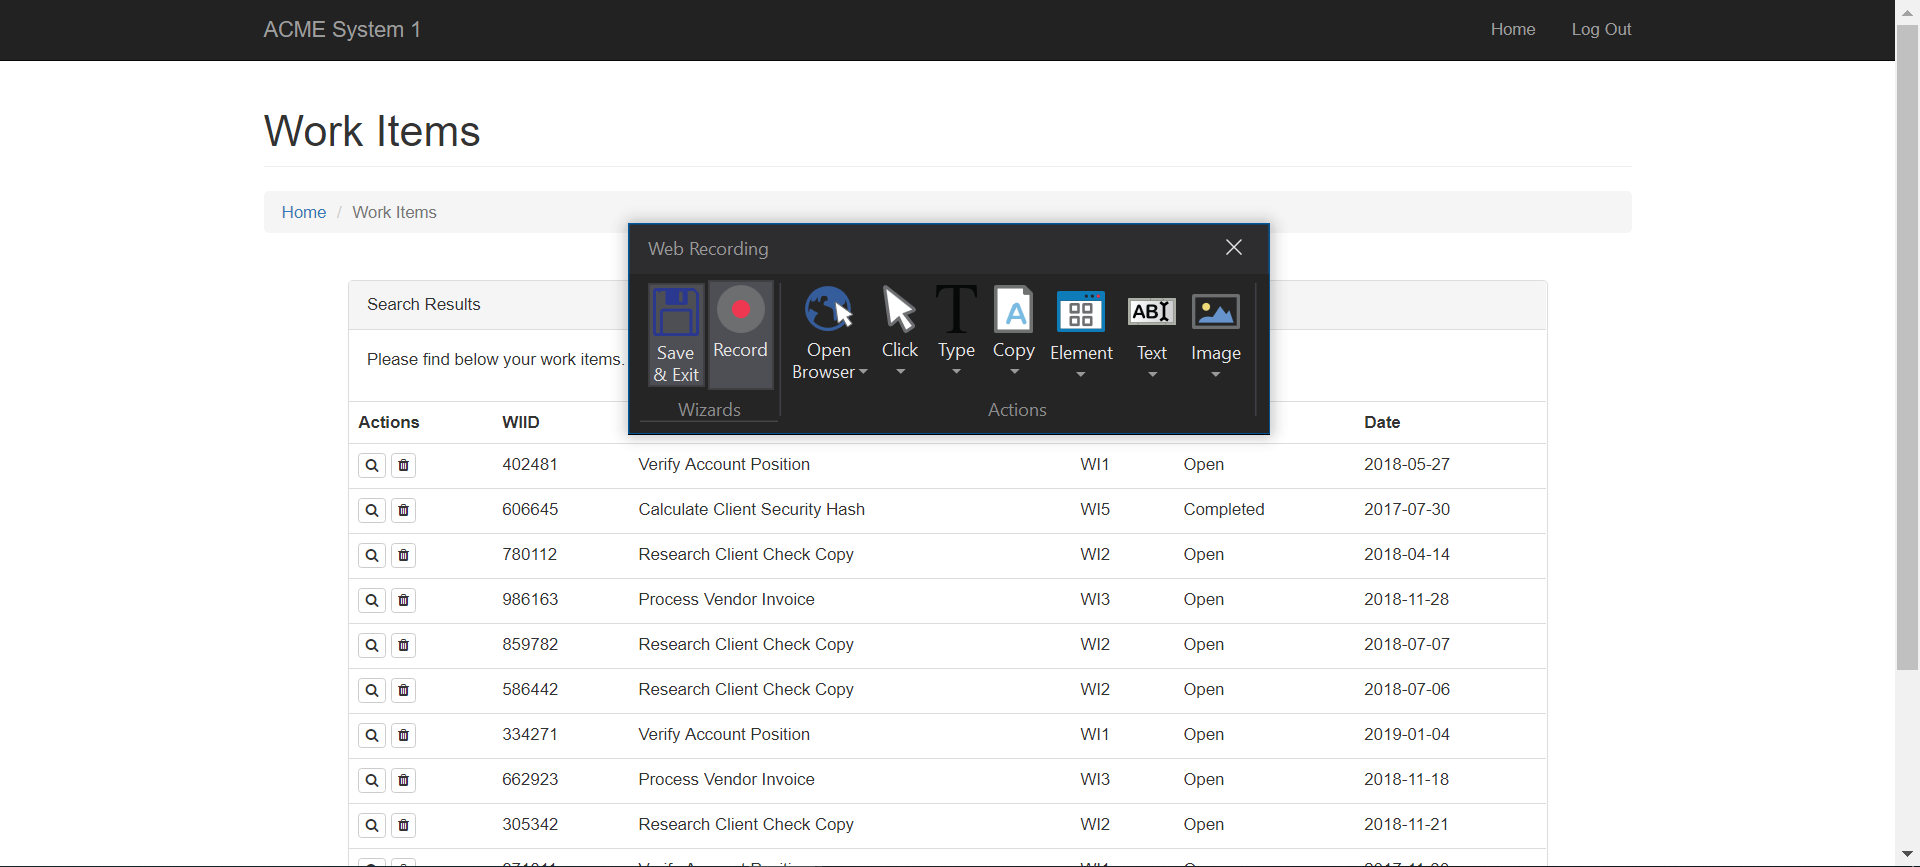 ACME System 1 Home Log Out
Work Items
Home / Work Items
Web Recording
Search Results
Please find below your work items.
Save & Exit Record Open Browser Click Type Copy Element ABI Text Image
Wizards Actions
Actions WIID Date
402481 Verify Account Position WI1 Open 2018-05-27
606645 Calculate Client Security Hash WI5 Completed 2017-07-30
780112 Research Client Check Copy WI2 Open 2018-04-14
986163 Process Vendor Invoice WI3 Open 2018-11-28
859782 Research Client Check Copy WI2 Open 2018-07-07
586442 Research Client Check Copy WI2 Open 2018-07-06
334271 Verify Account Position WI1 Open 2019-01-04
662923 Process Vendor Invoice WI3 Open 2018-11-18
305342 Research Client Check Copy WI2 Open 2018-11-21